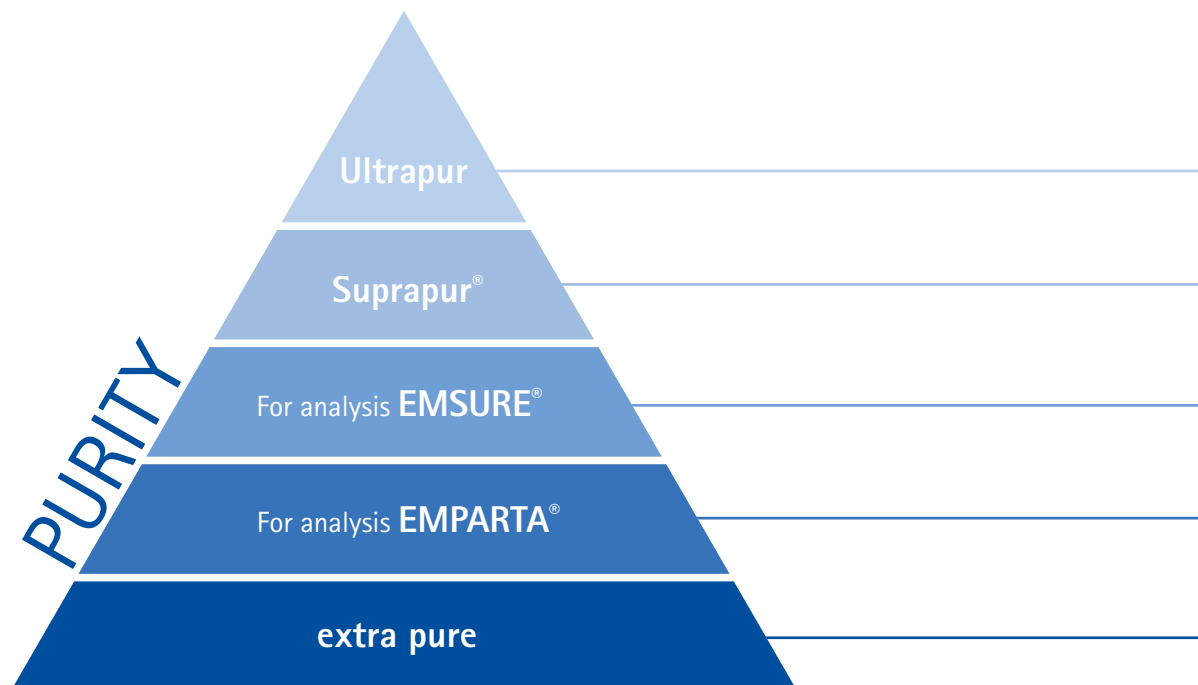 Ultrapur
Suprapur®
For analysis EMSURE®
For analysis EMPARTA®
extra pure
PURITY